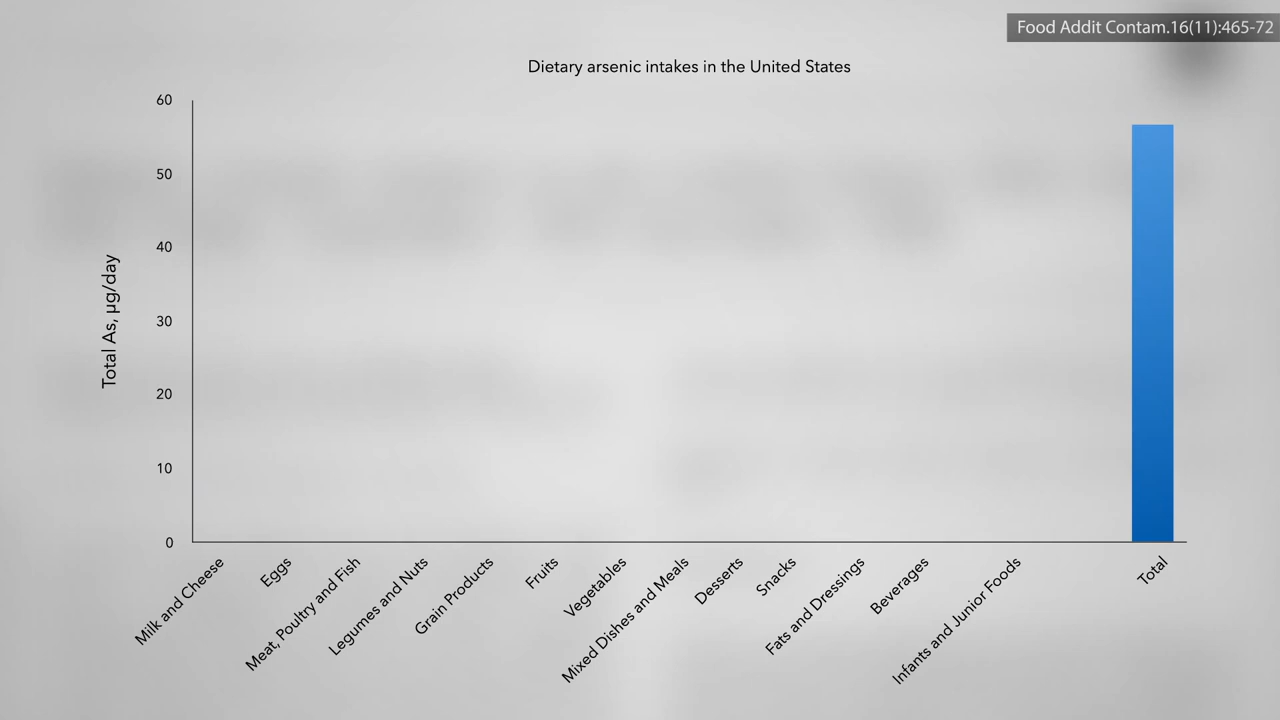 Food Addit Contam.16(11):465-72
Dietary arsenic intakes in the United States
60
50
40
30
20
10
0
Total As, µg/day
Milk and Cheese
Eggs
Meat, Poultry and Fish
Legumes and Nuts
Grain Products
Fruits
Vegetables
Mixed Dishes and Meals
Desserts
Snacks
Fats and Dressings
Beverages
Infants and Junior Foods
Total